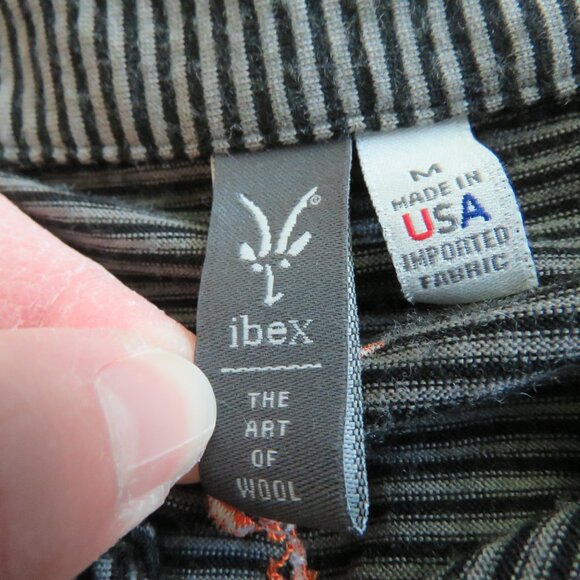 ibex
THE
ART
OF
WOOL
M
MADE IN
USA
IMPORTED
FABRIC